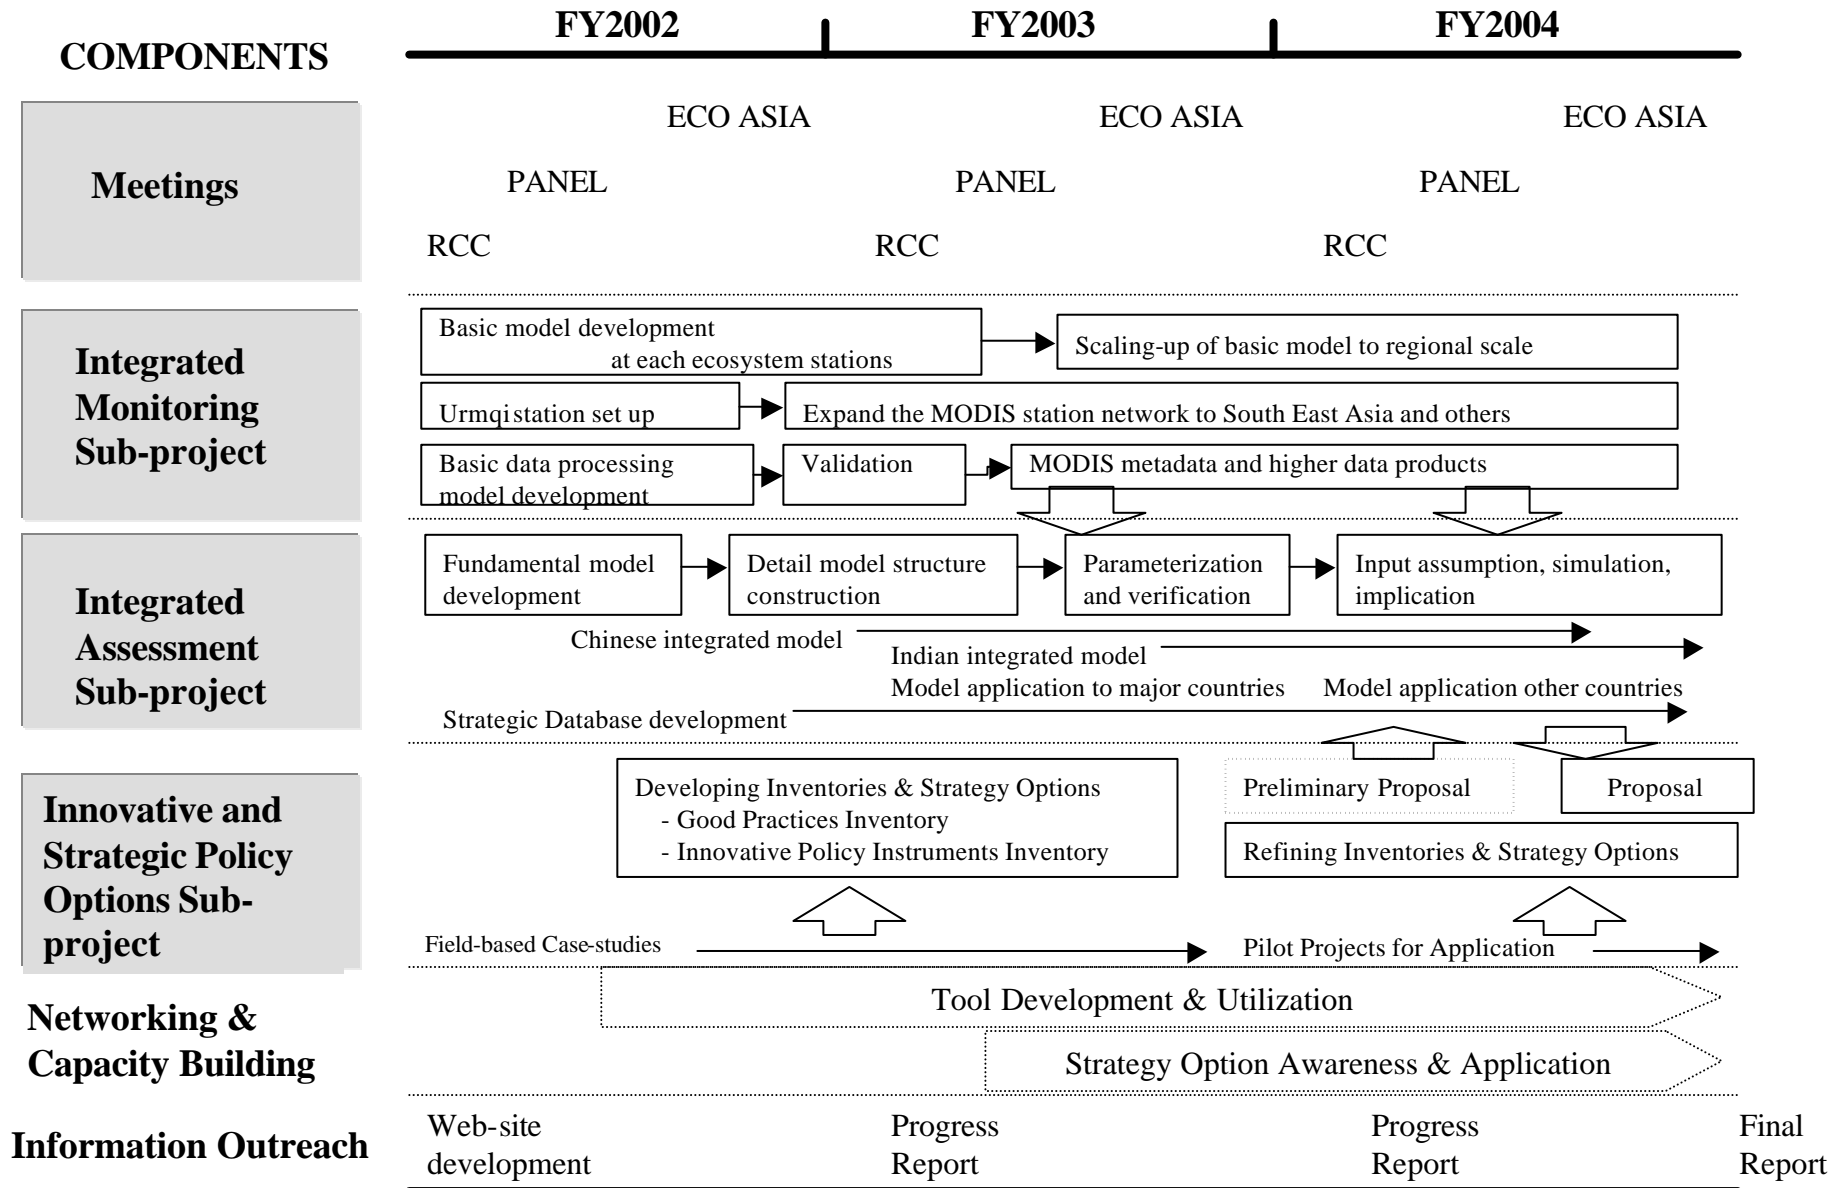 FY2002 FY2003 FY2004
COMPONENTS
ECO ASIA ECO ASIA ECO ASIA
Meetings
PANEL PANEL PANEL
RCC RCC RCC
Integrated
Monitoring
Sub-project
Basic model development
at each ecosystem stations
Scaling-up of basic model to regional scale
Urmqi station set up
Expand the MODIS station network to South East Asia and others
Basic data processing
model development
Validation
MODIS metadata and higher data products
Integrated
Assessment
Sub-project
Fundamental model
development
Detail model structure
construction
Parameterization
and verification
Input assumption, simulation,
implication
Chinese integrated model
Indian integrated model
Model application to major countries
Model application other countries
Strategic Database development
Innovative and
Strategic Policy
Options Sub-
project
Developing Inventories & Strategy Options
- Good Practices Inventory
- Innovative Policy Instruments Inventory
Preliminary Proposal
Proposal
Refining Inventories & Strategy Options
Field-based Case-studies
Pilot Projects for Application
Networking &
Capacity Building
Tool Development & Utilization
Strategy Option Awareness & Application
Information Outreach
Web-site
development
Progress
Report
Progress
Report
Final
Report